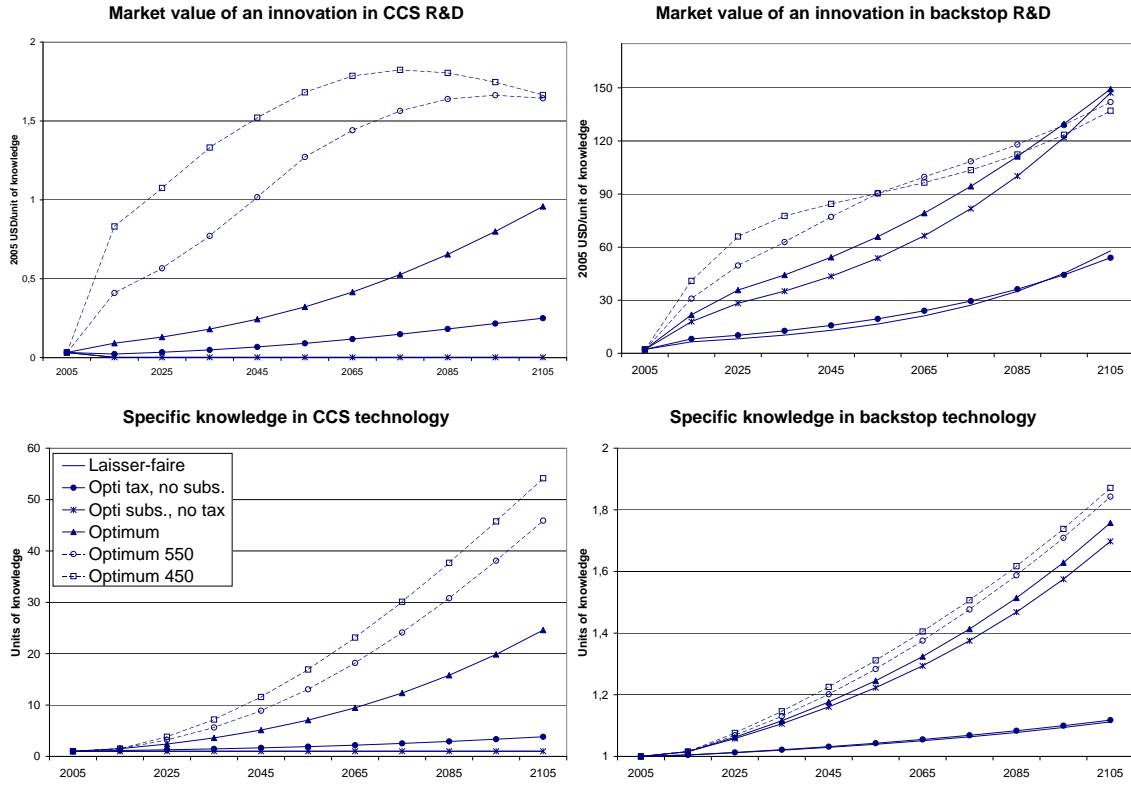 Market value of an innovation in CCS R&D
2005 USD/unit of knowledge
2
1,5
1
0,5
0
2005 2025 2045 2065 2085 2105
Market value of an innovation in backstop R&D
2005 USD/unit of knowledge
150
120
90
60
30
0
2005 2025 2045 2065 2085 2105
Specific knowledge in CCS technology
Units of knowledge
60
50
40
30
20
10
0
Laisser-faire
Opti tax, no subs.
Opti subs., no tax
Optimum
Optimum 550
Optimum 450
2005 2025 2045 2065 2085 2105
Specific knowledge in backstop technology
Units of knowledge
2
1,8
1,6
1,4
1,2
1
2005 2025 2045 2065 2085 2105